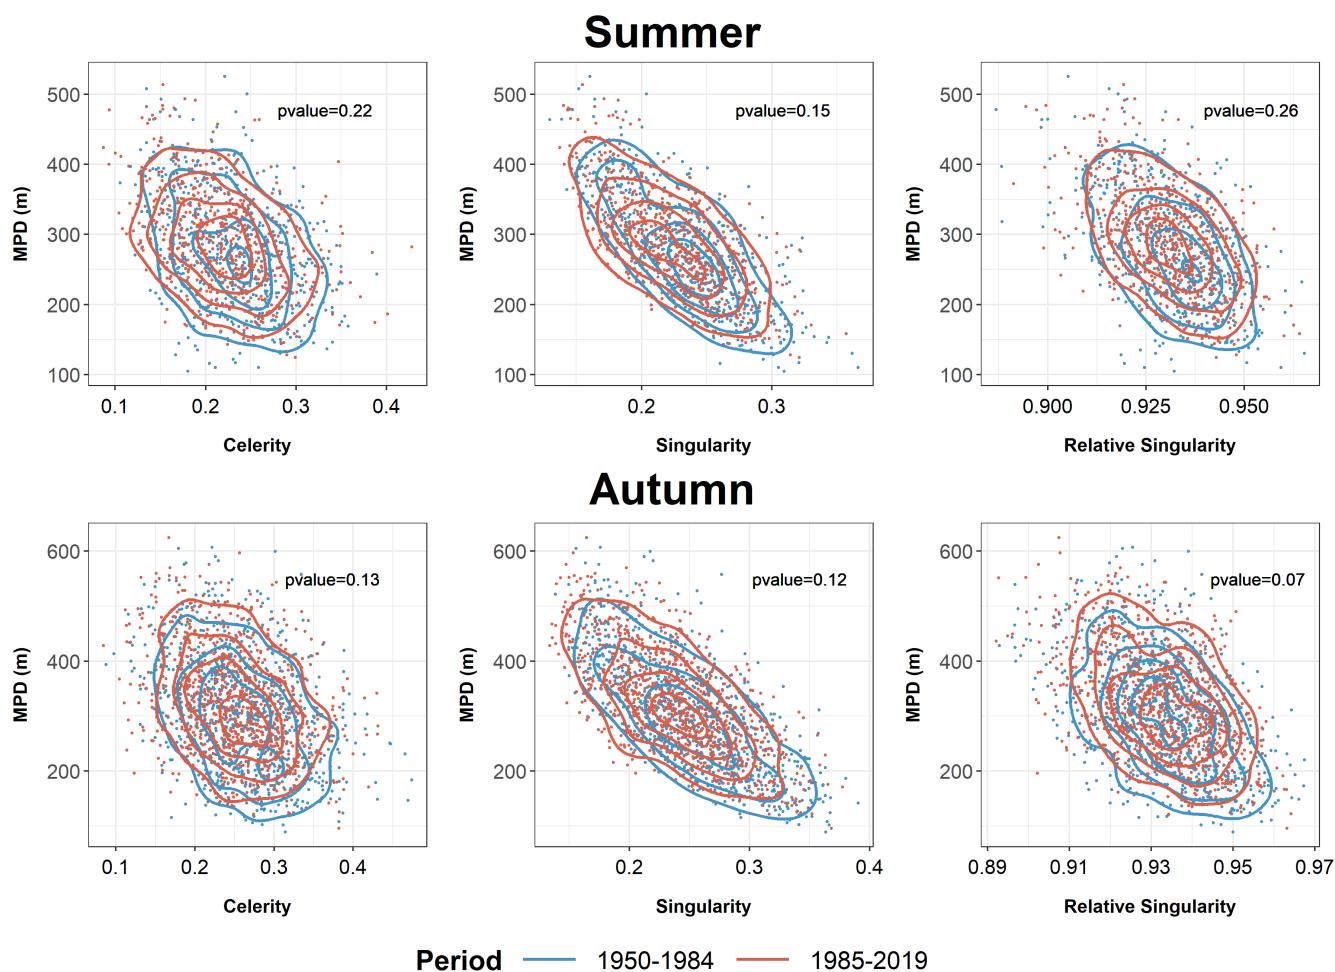 Summer
500
400
300
200
100
MPD (m)
pvalue=0.22
0.1 0.2 0.3 0.4
Celerity
500
400
300
200
100
MPD (m)
pvalue=0.15
0.2 0.3
Singularity
500
400
300
200
100
MPD (m)
pvalue=0.26
0.900 0.925 0.950
Relative Singularity
Autumn
600
400
200
MPD (m)
pvalue=0.13
0.1 0.2 0.3 0.4
Celerity
600
400
200
MPD (m)
pvalue=0.12
0.2 0.3 0.4
Singularity
600
400
200
MPD (m)
pvalue=0.07
0.89 0.91 0.93 0.95 0.97
Relative Singularity
Period 1950-1984 1985-2019